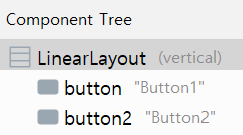 Component Tree
LinearLayout (vertical)
button "Button1"
button2 "Button2"